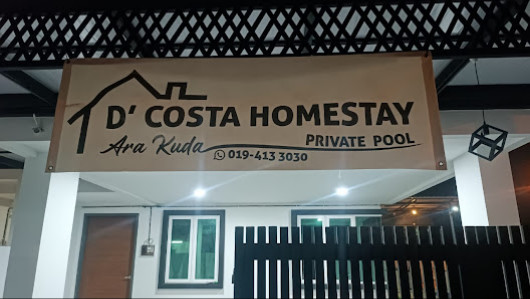 D' COSTA HOMESTAY
Ara Kuda PRIVATE POOL
019-413 3030